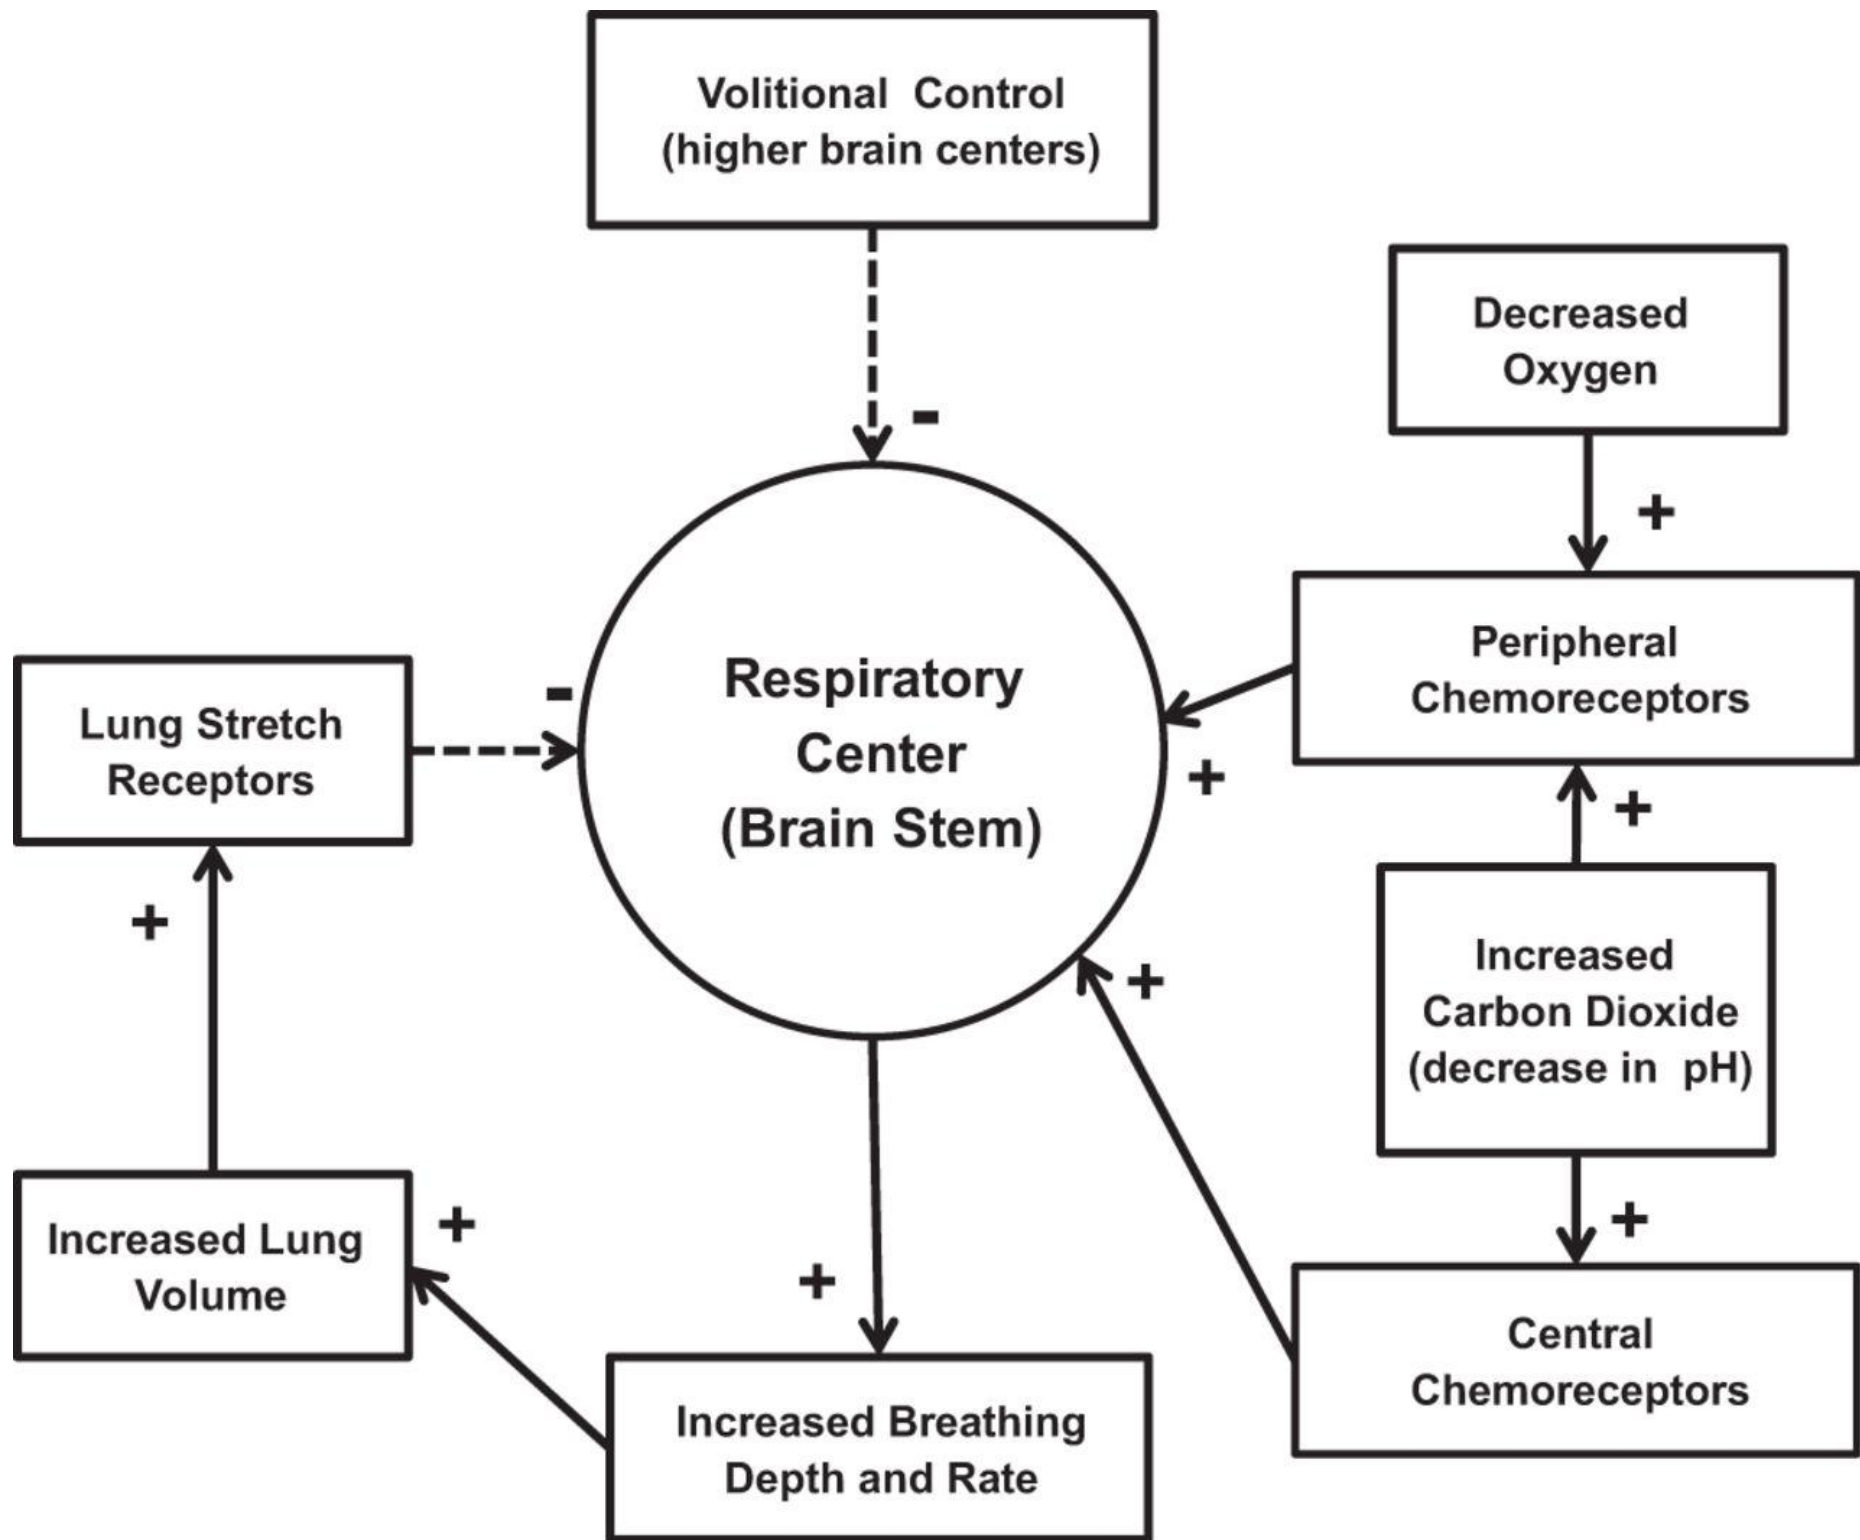 Volitional Control
(higher brain centers)
-
Decreased
Oxygen
+
Peripheral
Chemoreceptors
+
+
Increased
Carbon Dioxide
(decrease in pH)
+
Central
Chemoreceptors
+
Respiratory
Center
(Brain Stem)
+
Increased Breathing
Depth and Rate
+
Increased Lung
Volume
+
Lung Stretch
Receptors
-